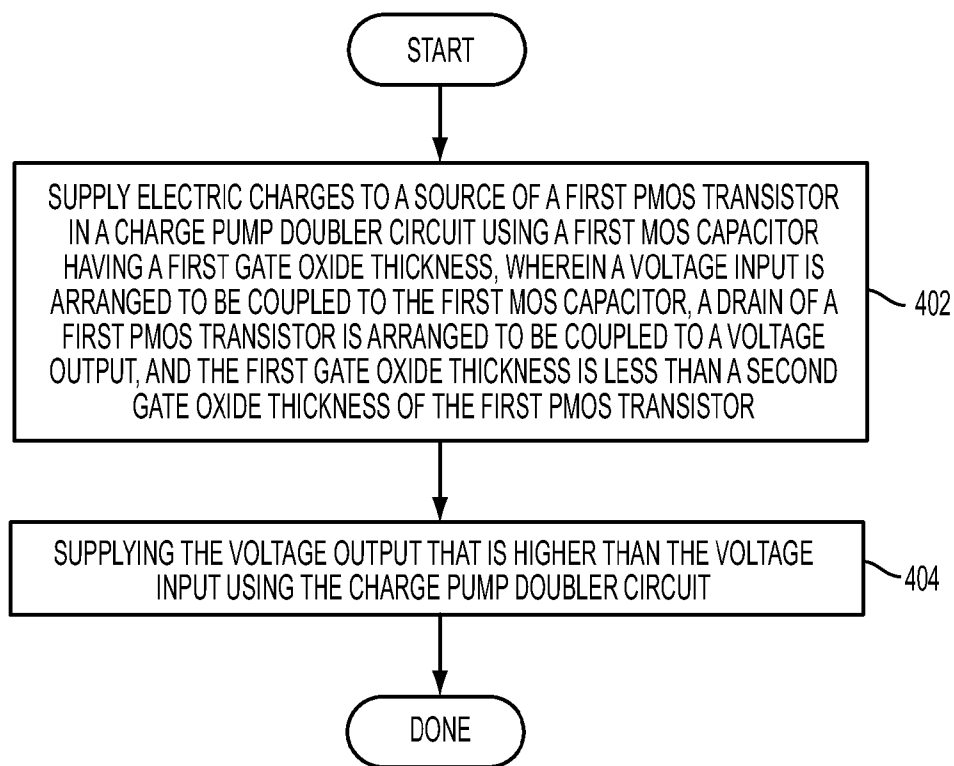 START
SUPPLY ELECTRIC CHARGES TO A SOURCE OF A FIRST PMOS TRANSISTOR
IN A CHARGE PUMP DOUBLER CIRCUIT USING A FIRST MOS CAPACITOR
HAVING A FIRST GATE OXIDE THICKNESS, WHEREIN A VOLTAGE INPUT IS
ARRANGED TO BE COUPLED TO THE FIRST MOS CAPACITOR, A DRAIN OF A
FIRST PMOS TRANSISTOR IS ARRANGED TO BE COUPLED TO A VOLTAGE
OUTPUT, AND THE FIRST GATE OXIDE THICKNESS IS LESS THAN A SECOND
GATE OXIDE THICKNESS OF THE FIRST PMOS TRANSISTOR
402
SUPPLYING THE VOLTAGE OUTPUT THAT IS HIGHER THAN THE VOLTAGE
INPUT USING THE CHARGE PUMP DOUBLER CIRCUIT
404
DONE